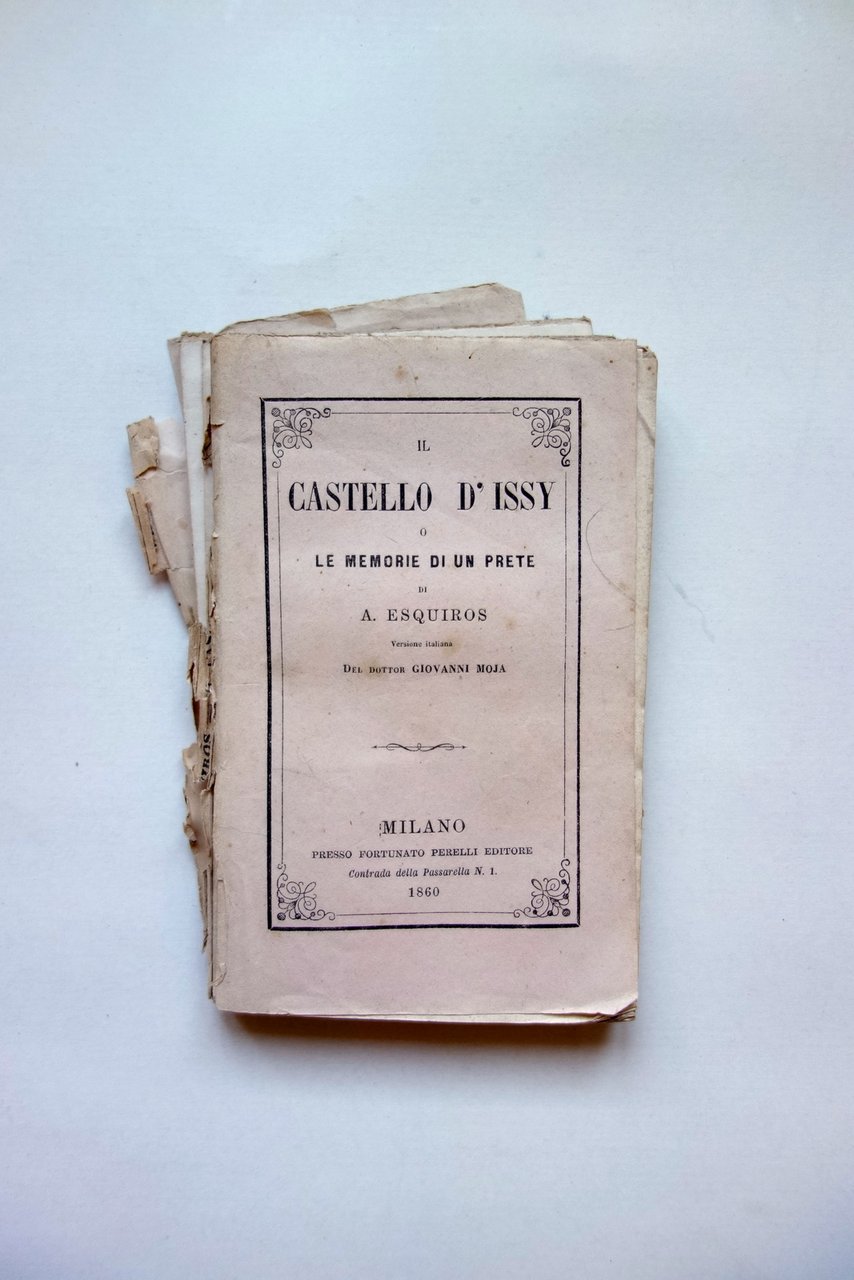 IL
CASTELLO D' ISSY
O
LE MEMORIE DI UN PRETE
DI
A. ESQUIROS
Versione italiana
DEL DOTTOR GIOVANNI MOJA
MILANO
PRESSO FORTUNATO PERELLI EDITORE
Contrada della Passarella N. 1.
1860